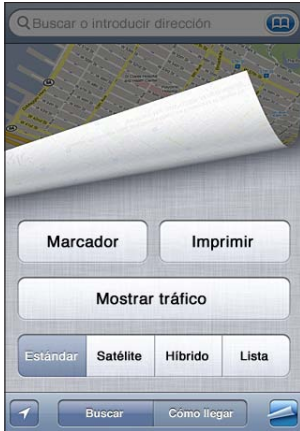 Buscar o introducir dirección
Marcador Imprimir
Mostrar tráfico
Estándar Satélite Híbrido Lista
Buscar Cómo llegar